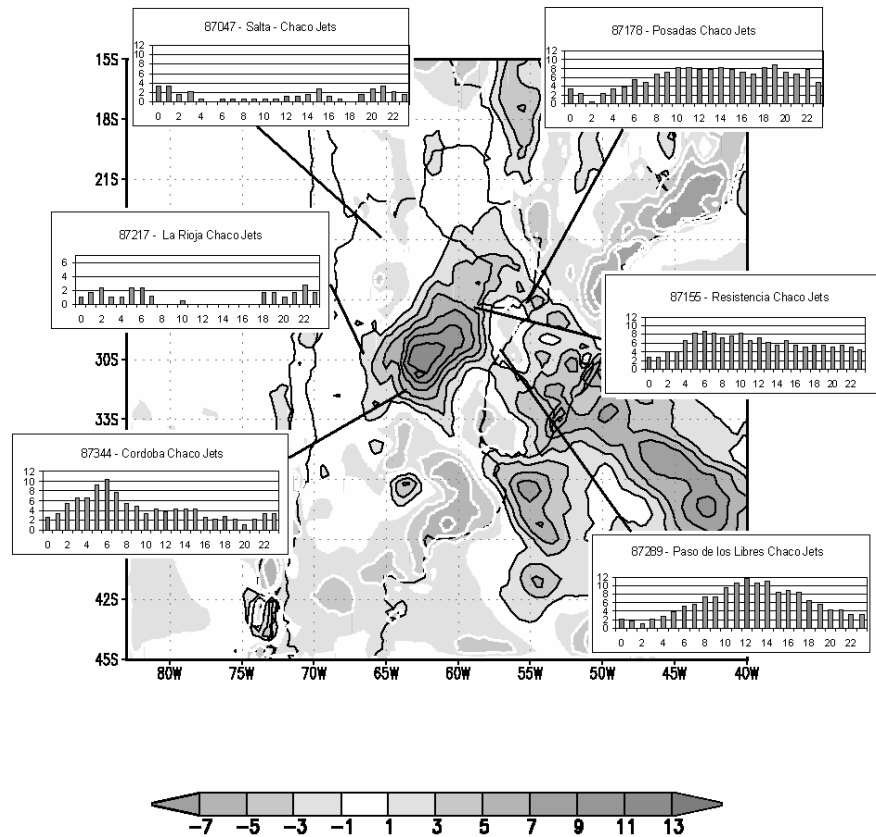 87047 - Salta - Chaco Jets
12
10
8
6
4
2
0
0 2 4 6 8 10 12 14 16 18 20 22
87178 - Posadas Chaco Jets
12
10
8
6
4
2
0
0 2 4 6 8 10 12 14 16 18 20 22
87217 - La Rioja Chaco Jets
6
4
2
0
0 2 4 6 8 10 12 14 16 18 20 22
87155 - Resistencia Chaco Jets
12
10
8
6
4
2
0
0 2 4 6 8 10 12 14 16 18 20 22
87344 - Cordoba Chaco Jets
12
10
8
6
4
2
0
0 2 4 6 8 10 12 14 16 18 20 22
87289 - Paso de los Libres Chaco Jets
12
10
8
6
4
2
0
0 2 4 6 8 10 12 14 16 18 20 22
15S
18S
21S
30S
33S
42S
45S
80W 75W 70W 65W 60W 55W 50W 45W 40W
-7 -5 -3 -1 1 3 5 7 9 11 13